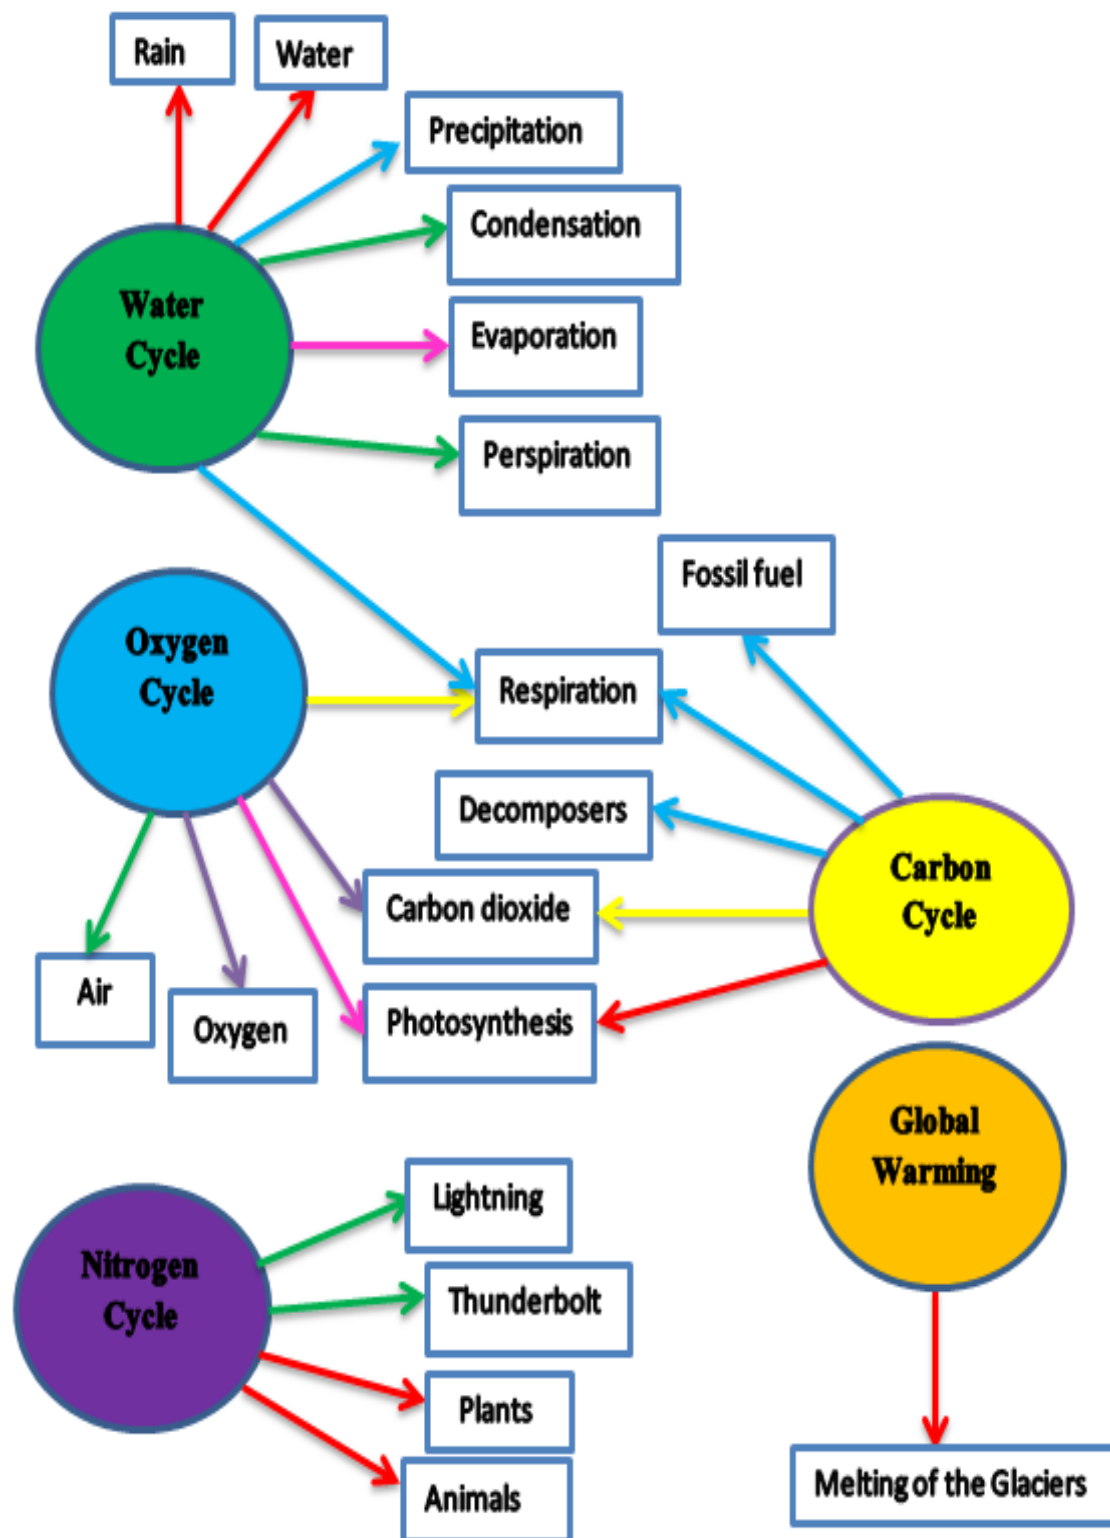 Rain
Water
Precipitation
Condensation
Water
Cycle
Evaporation
Perspiration
Fossil fuel
Oxygen
Cycle
Respiration
Decomposers
Carbon
Cycle
Carbon dioxide
Air
Oxygen
Photosynthesis
Global
Warming
Lightning
Nitrogen
Cycle
Thunderbolt
Plants
Animals
Melting of the Glaciers